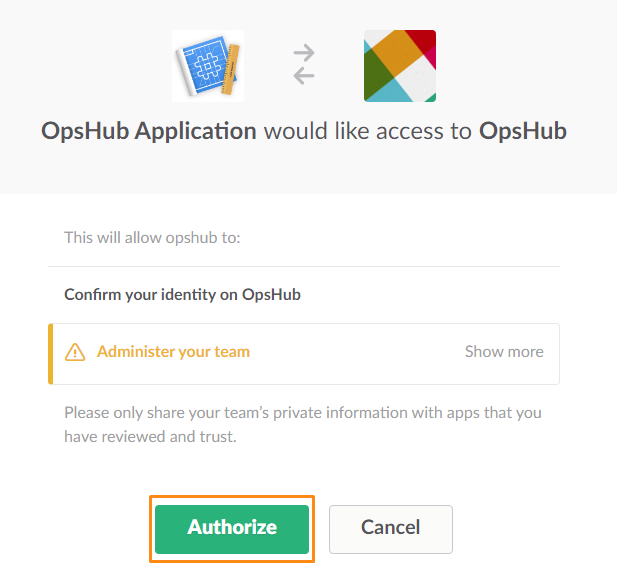 OpsHub Application would like access to OpsHub
This will allow opshub to:
Confirm your identity on OpsHub
Administer your team Show more
Please only share your team's private information with apps that you
have reviewed and trust.
Authorize Cancel